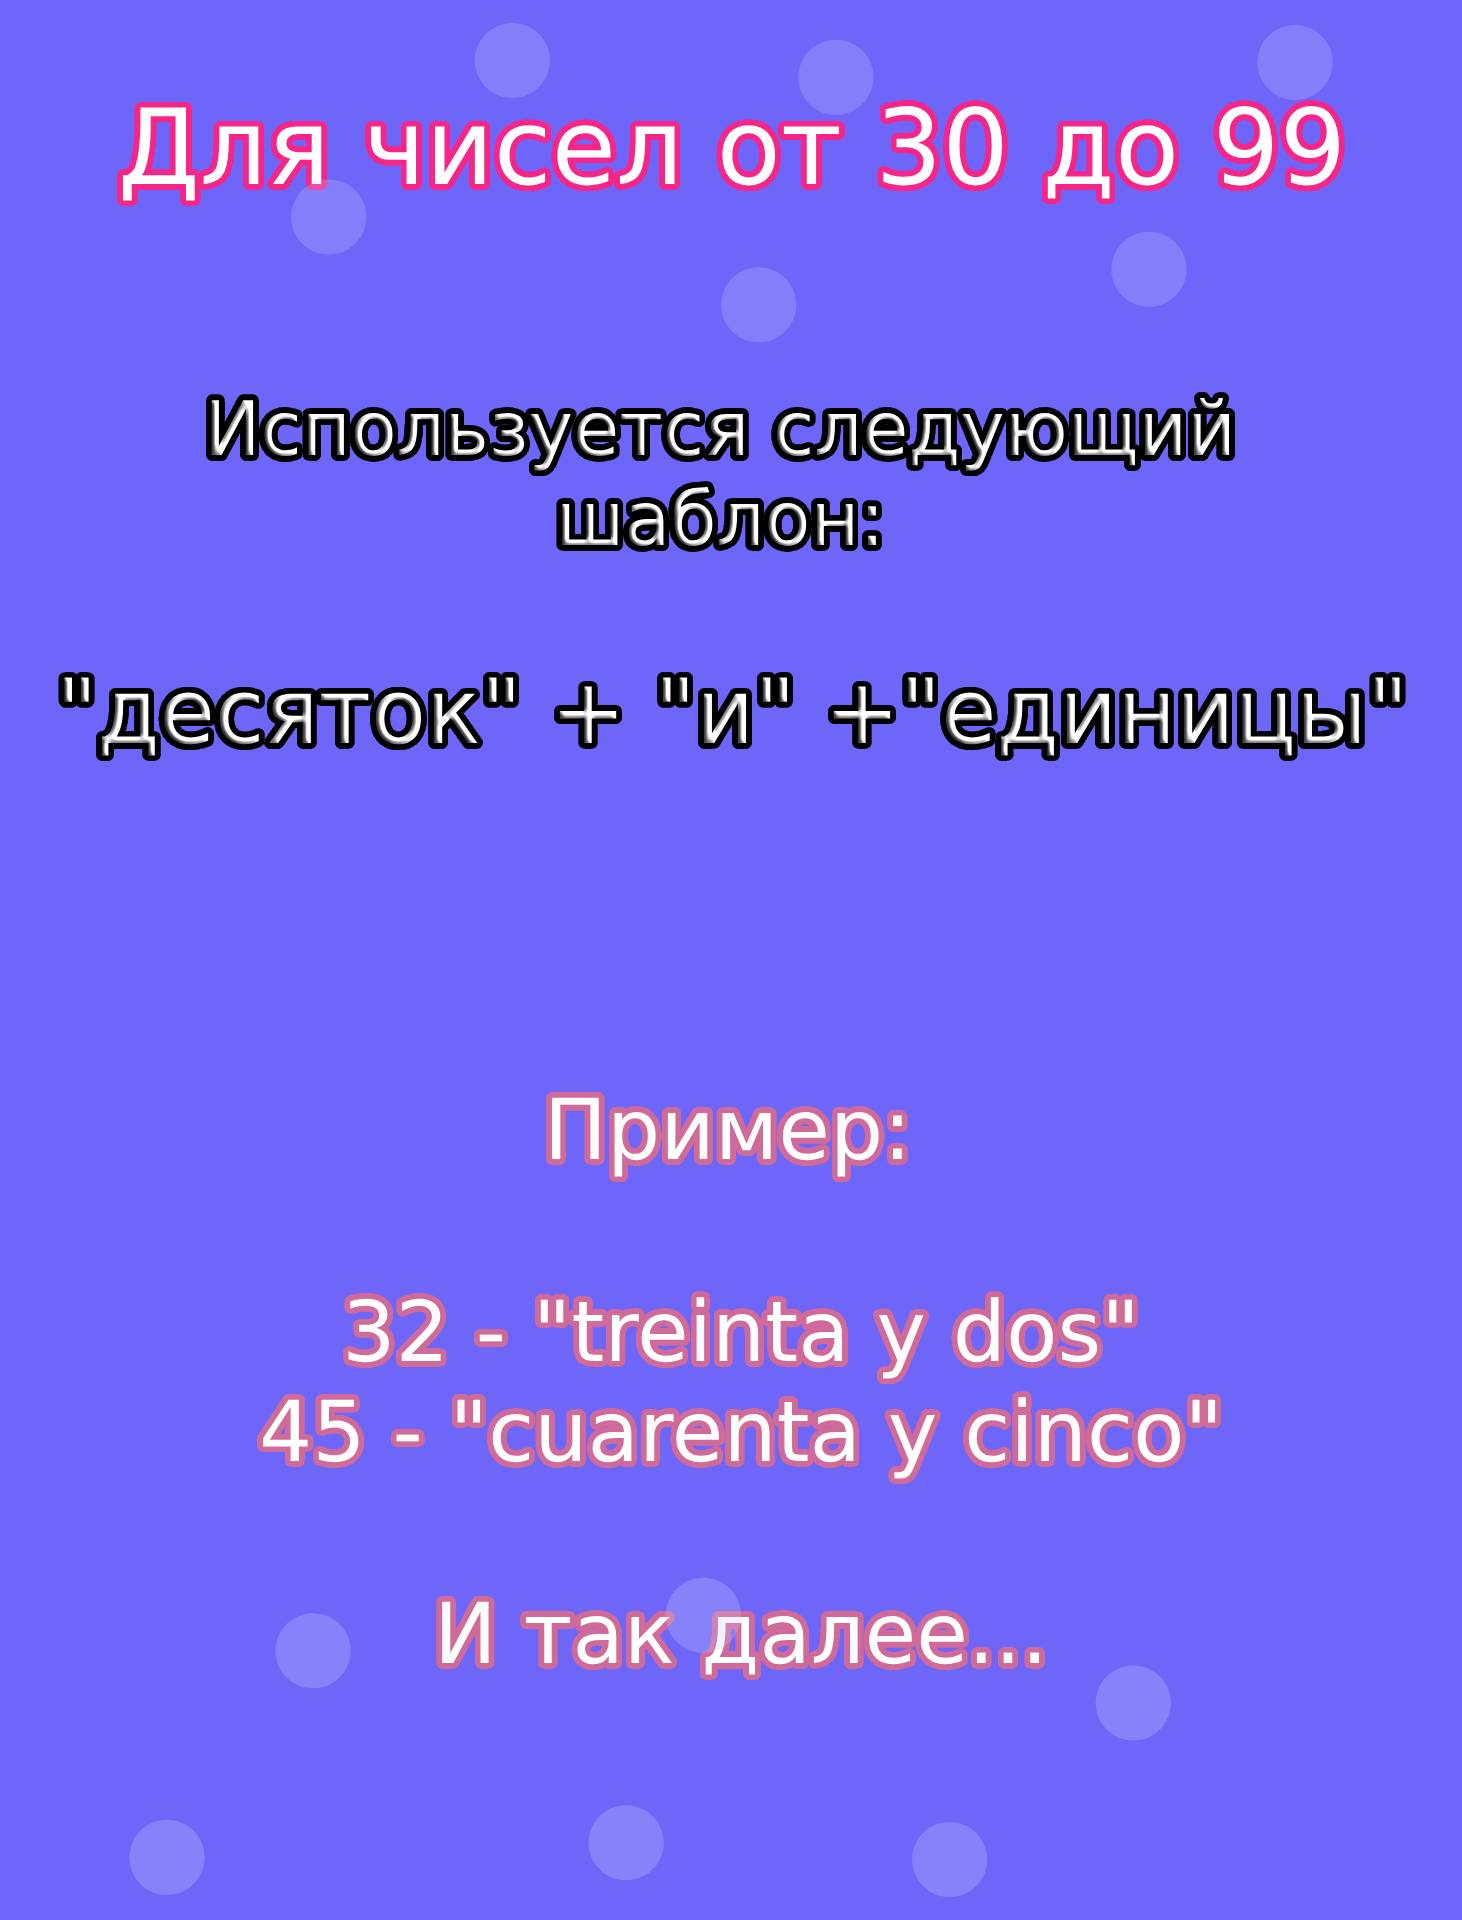 Для чисел от 30 до 99
Используется следующий
шаблон:
"десяток" + "и" +"единицы"
Пример:
32 - "treinta y dos"
45 - "cuarenta y cinco"
И так далее...